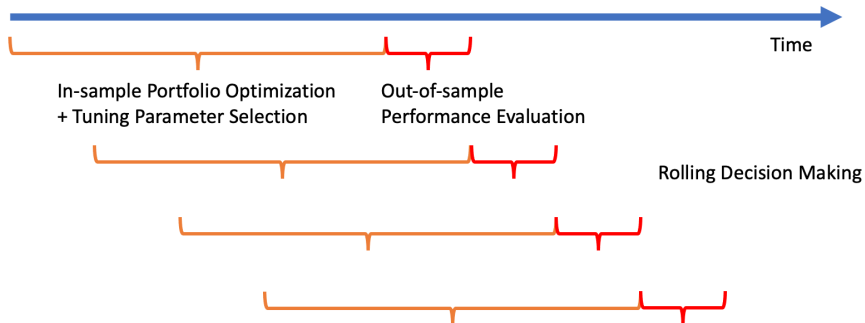 Time
In-sample Portfolio Optimization
+ Tuning Parameter Selection
Out-of-sample
Performance Evaluation
Rolling Decision Making